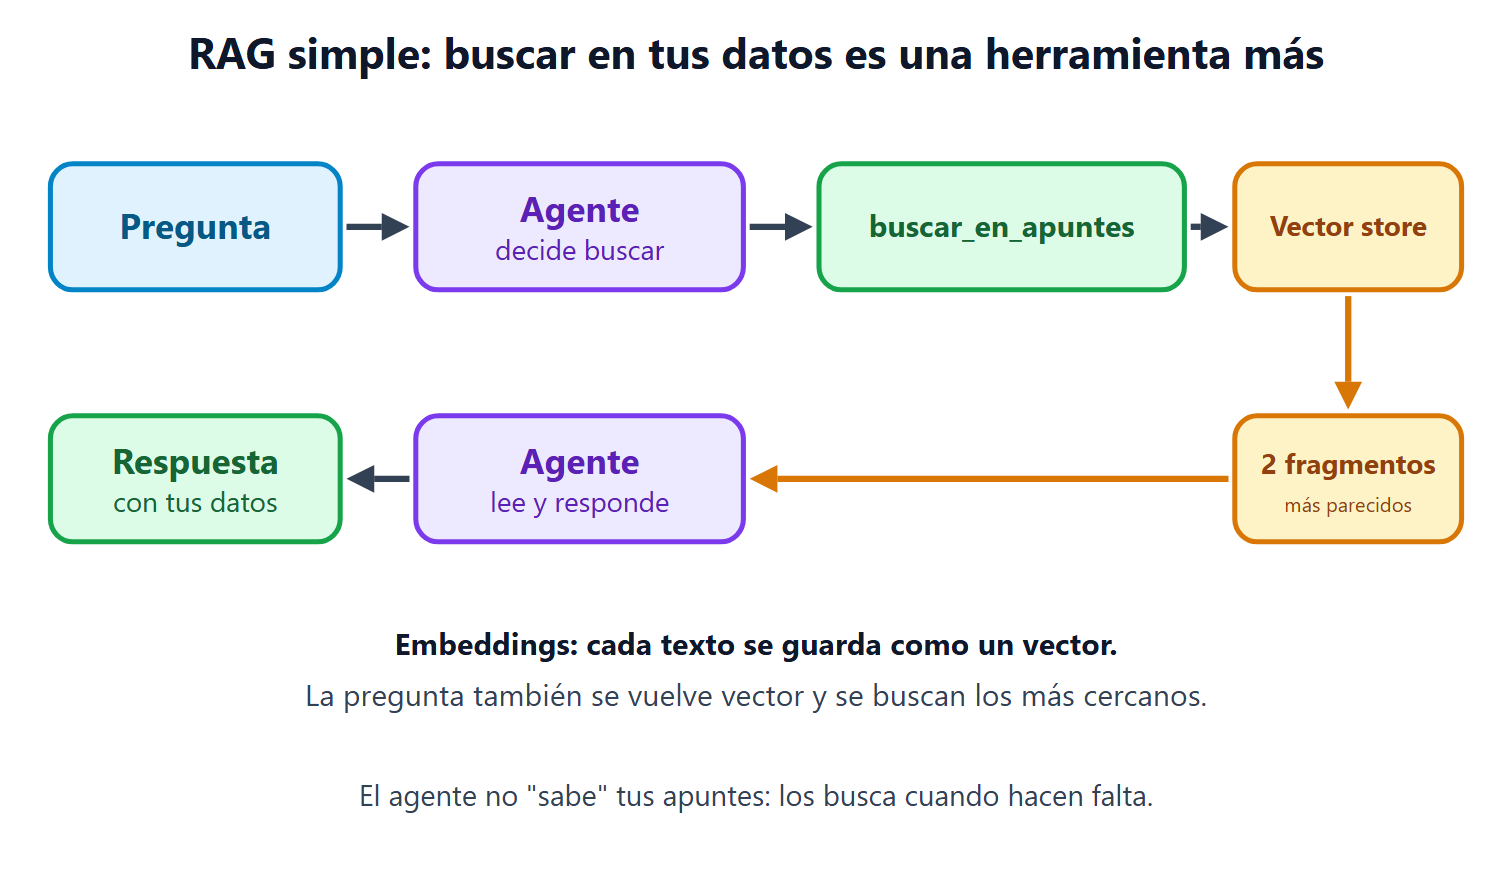 RAG simple: buscar en tus datos es una herramienta más
Pregunta
Agente
decide buscar
buscar_en_apuntes
Vector store
Respuesta
con tus datos
Agente
lee y responde
2 fragmentos
más parecidos
Embeddings: cada texto se guarda como un vector.
La pregunta también se vuelve vector y se buscan los más cercanos.
El agente no "sabe" tus apuntes: los busca cuando hacen falta.